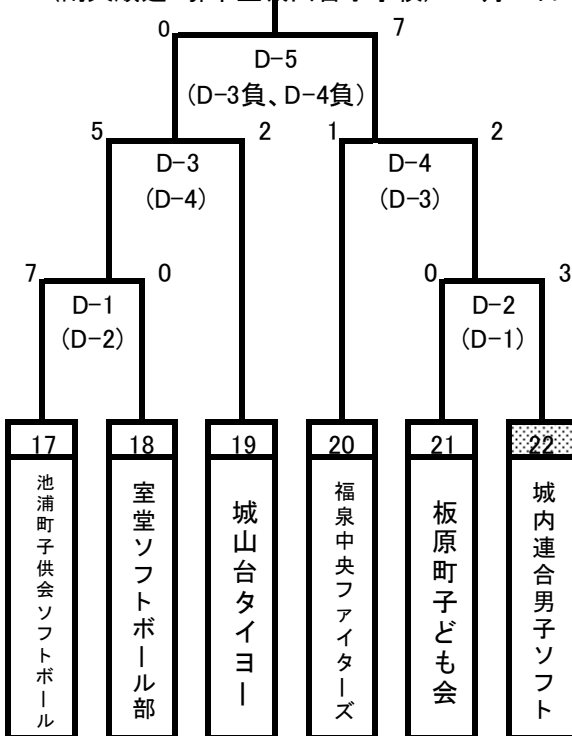 0 7
D-5
(D-3負、D-4負)
5 2 1 2
D-3 D-4
(D-4) (D-3)
7 0 0 3
D-1 D-2
(D-2) (D-1)
17 18 19 20 21 22
池浦町子供会ソフトボール
室堂ソフトボール部
城山台タイヨー
福泉中央ファイターズ
板原町子ども会
城内連合男子ソフト